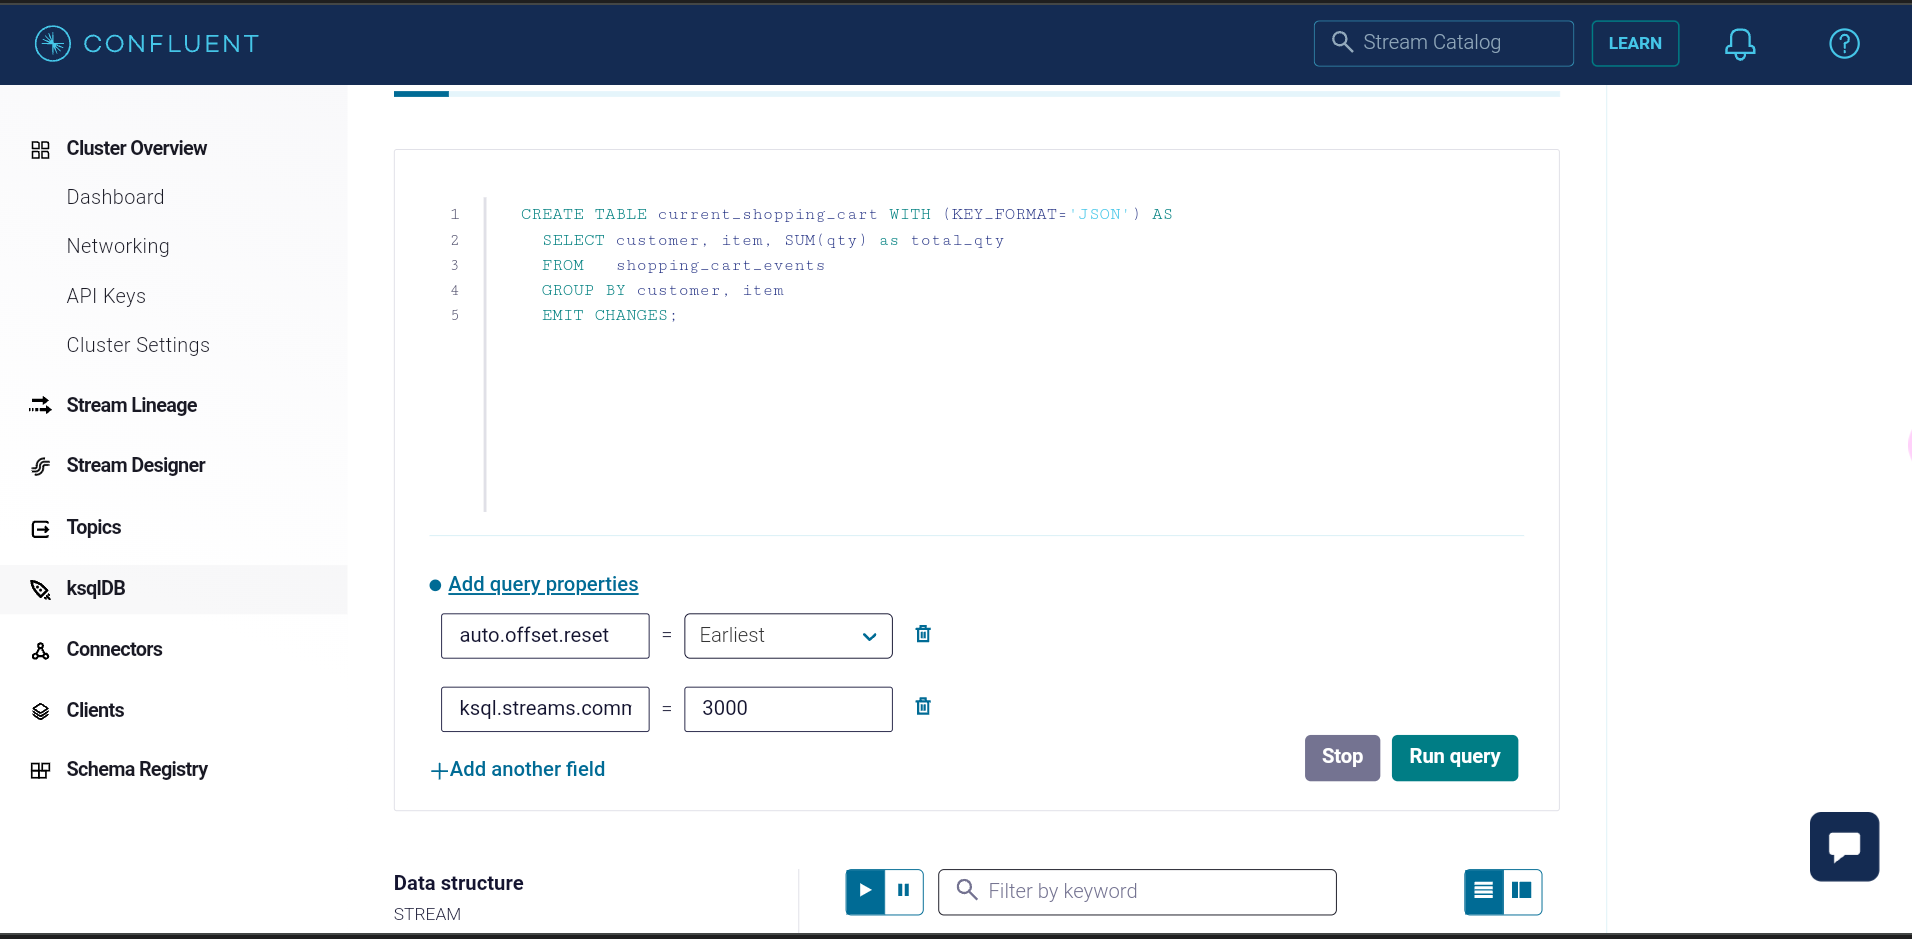 CONFLUENT
Stream Catalog
LEARN
Cluster Overview
Dashboard
Networking
API Keys
Cluster Settings
Stream Lineage
Stream Designer
Topics
ksqlDB
Connectors
Clients
Schema Registry
1 CREATE TABLE current_shopping_cart WITH (KEY_FORMAT='JSON') AS
2 SELECT customer, item, SUM(qty) as total_qty
3 FROM shopping_cart_events
4 GROUP BY customer, item
5 EMIT CHANGES;
Add query properties
auto.offset.reset = Earliest
ksql.streams.comm = 3000
+Add another field
Stop
Run query
Data structure
STREAM
Filter by keyword